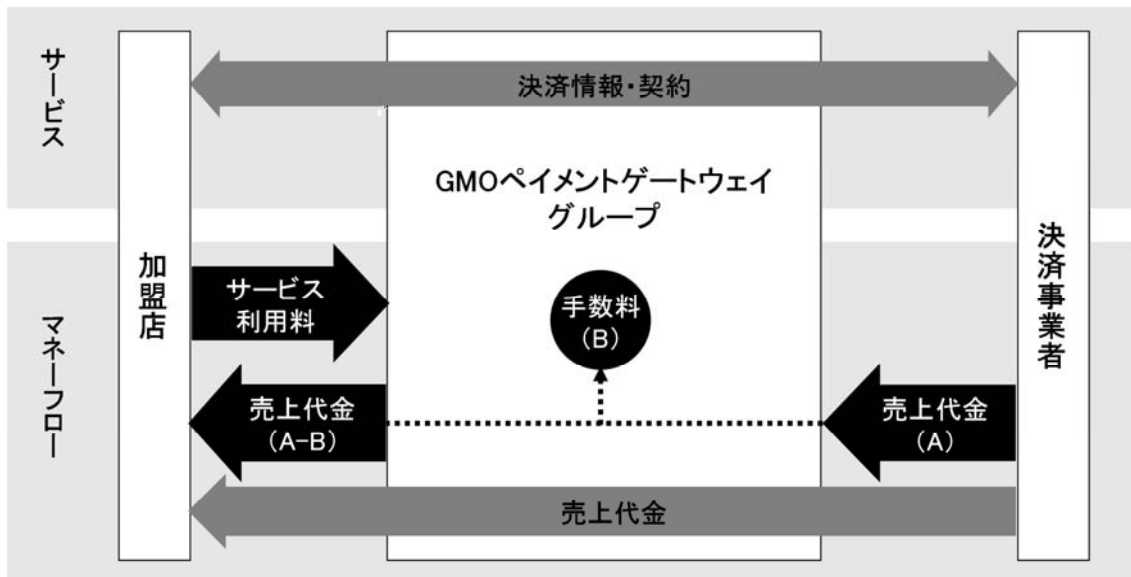 サービス
決済情報・契約
GMOペイメントゲートウェイ
グループ
加盟店
決済事業者
マネーフロー
サービス
利用料
手数料
(B)
売上代金
(A-B)
売上代金
(A)
売上代金